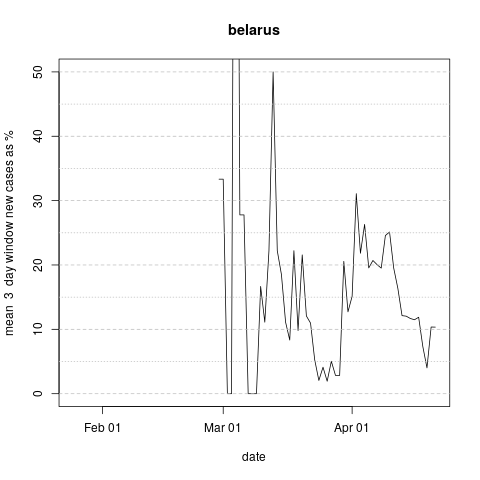 belarus
mean 3 day window new cases as %
50
40
30
20
10
0
Feb 01
Mar 01
Apr 01
date